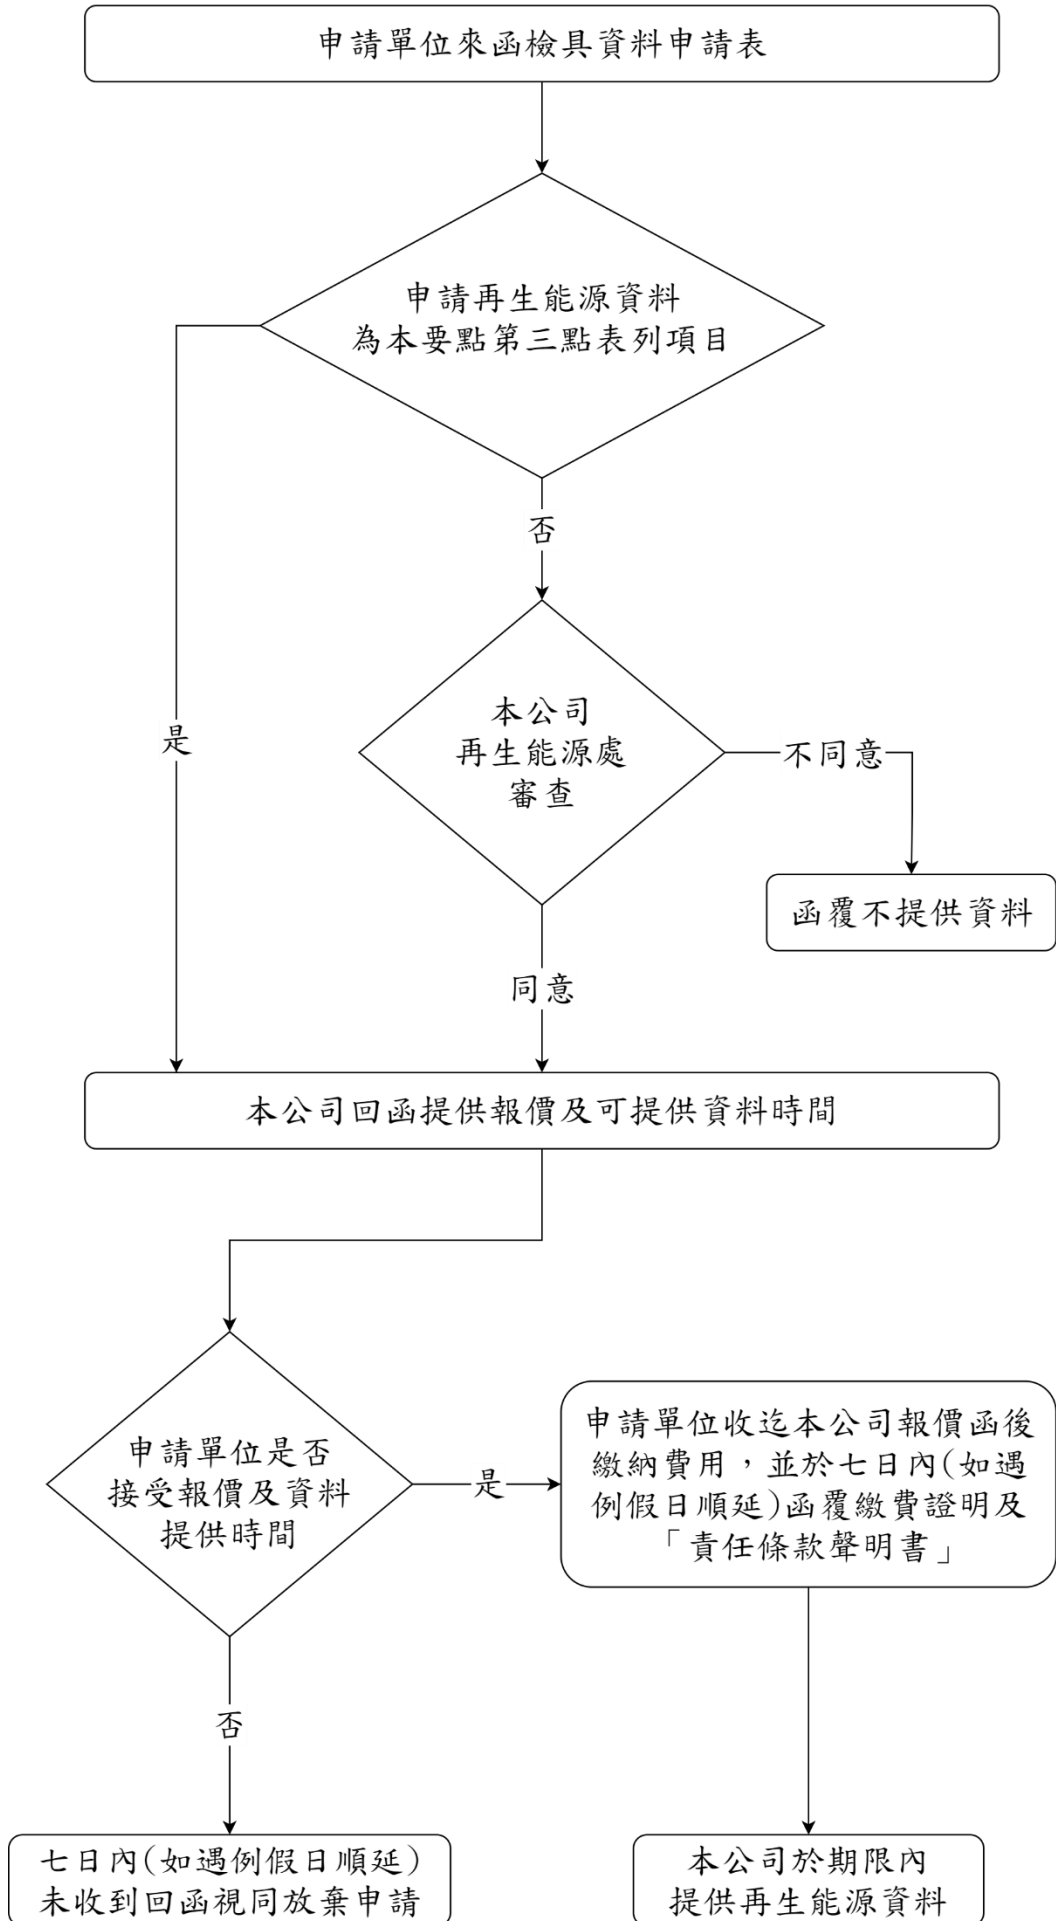 申請單位來函檢具資料申請表
申請再生能源資料
為本要點第三點表列項目
否
是
本公司
再生能源處
審查
不同意
函覆不提供資料
同意
本公司回函提供報價及可提供資料時間
申請單位是否
接受報價及資料
提供時間
是
申請單位收迄本公司報價函後
繳納費用，並於七日內(如遇
例假日順延)函覆繳費證明及
「責任條款聲明書」
否
七日內(如遇例假日順延)
未收到回函視同放棄申請
本公司於期限內
提供再生能源資料